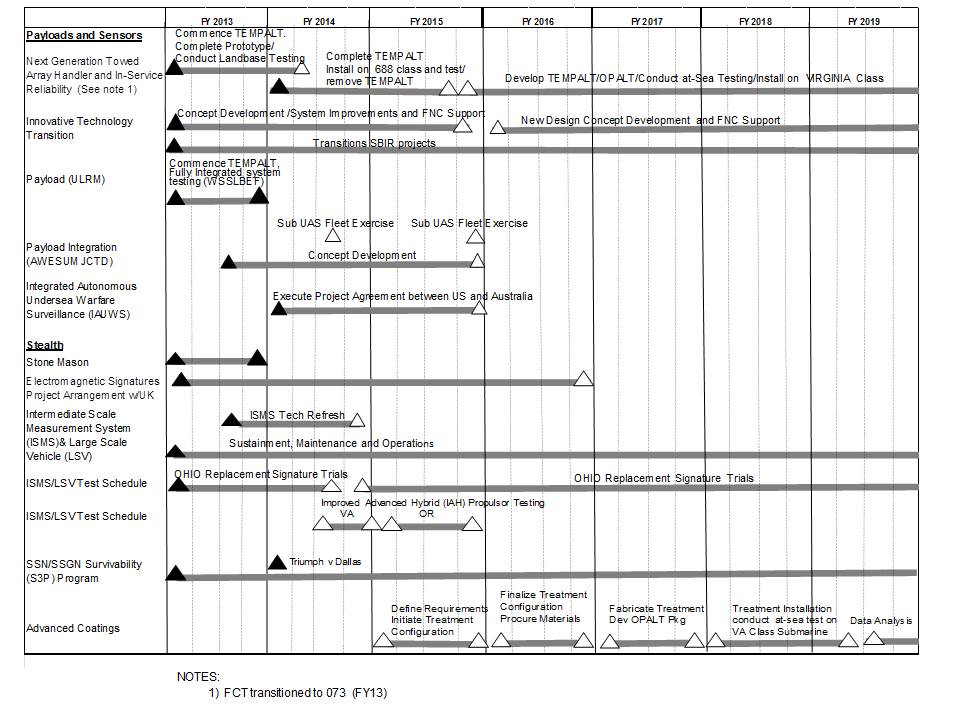 FY 2013 FY 2014 FY 2015 FY 2016 FY 2017 FY 2018 FY 2019
Payloads and Sensors
Commence TEMPALT.
Complete Prototype/
Conduct Landbase Testing
Complete TEMPALT
Install on 688 class and test/
remove TEMPALT
Next Generation Towed
Array Handler and In-Service
Reliability (See note 1)
Develop TEMPALT/OPALT/Conduct at-Sea Testing/Install on VIRGINIA Class
Innovative Technology
Transition
Concept Development /System Improvements and FNC Support
New Design Concept Development and FNC Support
Transitions SBIR projects
Payload (ULRM)
Commence TEMPALT,
Fully Integrated system
testing (WSSLBEF)
Sub UAS Fleet Exercise Sub UAS Fleet Exercise
Payload Integration
(AWESUM JCTD)
Concept Development
Integrated Autonomous
Undersea Warfare
Surveillance (IAUWS)
Execute Project Agreement between US and Australia
Stealth
Stone Mason
Electromagnetic Signatures
Project Arrangement w/UK
Intermediate Scale
Measurement System
(ISMS)& Large Scale
Vehicle (LSV)
ISMS Tech Refresh
Sustainment, Maintenance and Operations
ISMS/LSV Test Schedule
OHIO Replacement Signature Trials
OHIO Replacement Signature Trials
ISMS/LSV Test Schedule
Improved Advanced Hybrid (IAH) Propulsor Testing
VA OR
SSN/SSGN Survivability
(S3P) Program
Triumph v Dallas
Advanced Coatings
Define Requirements
Initiate Treatment
Configuration
Finalize Treatment
Configuration
Procure Materials
Fabricate Treatment
Dev OPALT Pkg
Treatment Installation
conduct at-sea test on
VA Class Submarine
Data Analysis
NOTES:
1) FCT transitioned to 073 (FY13)